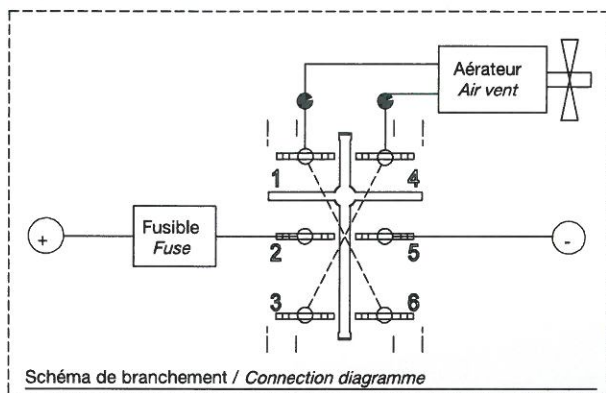 Aérateur
Air vent
1
4
+
Fusible
Fuse
2
5
-
3
6
Schéma de branchement / Connection diagramme